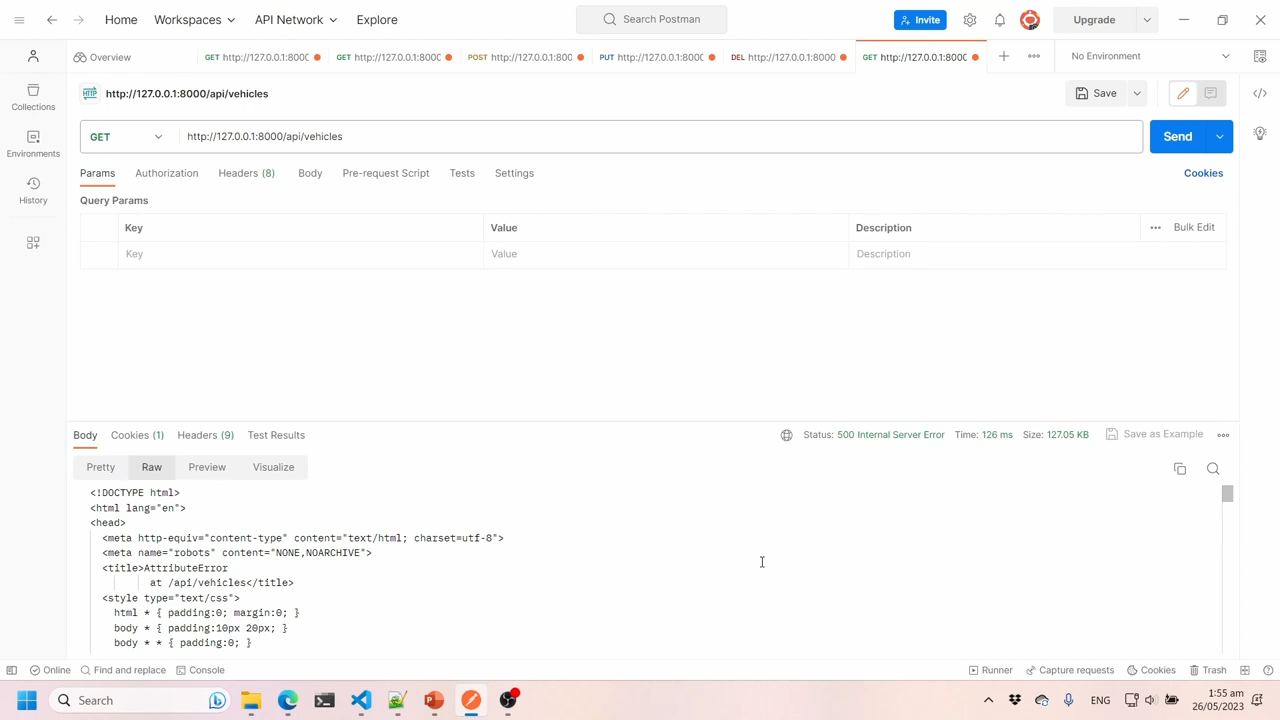 Home Workspaces API Network Explore Search Postman Invite Upgrade
Overview GET http://127.0.0.1:8000 GET http://127.0.0.1:8000 POST http://127.0.0.1:8000 PUT http://127.0.0.1:8000 DEL http://127.0.0.1:8000 GET http://127.0.0.1:8000 No Environment
Collections
Environments
History
HTTP http://127.0.0.1:8000/api/vehicles Save
GET http://127.0.0.1:8000/api/vehicles Send
Params Authorization Headers (8) Body Pre-request Script Tests Settings Cookies
Query Params
Key Value Description Bulk Edit
Key Value Description
Body Cookies (1) Headers (9) Test Results Status: 500 Internal Server Error Time: 126 ms Size: 127.05 KB Save as Example
Pretty Raw Preview Visualize
<!DOCTYPE html>
<html lang="en">
<head>
<meta http-equiv="content-type" content="text/html; charset=utf-8">
<meta name="robots" content="NONE,NOARCHIVE">
<title>AttributeError
at /api/vehicles</title>
<style type="text/css">
html * { padding:0; margin:0; }
body * { padding:10px 20px; }
body * * { padding:0; }
Online Find and replace Console Runner Capture requests Cookies Trash
Search ENG 1:55 am
26/05/2023